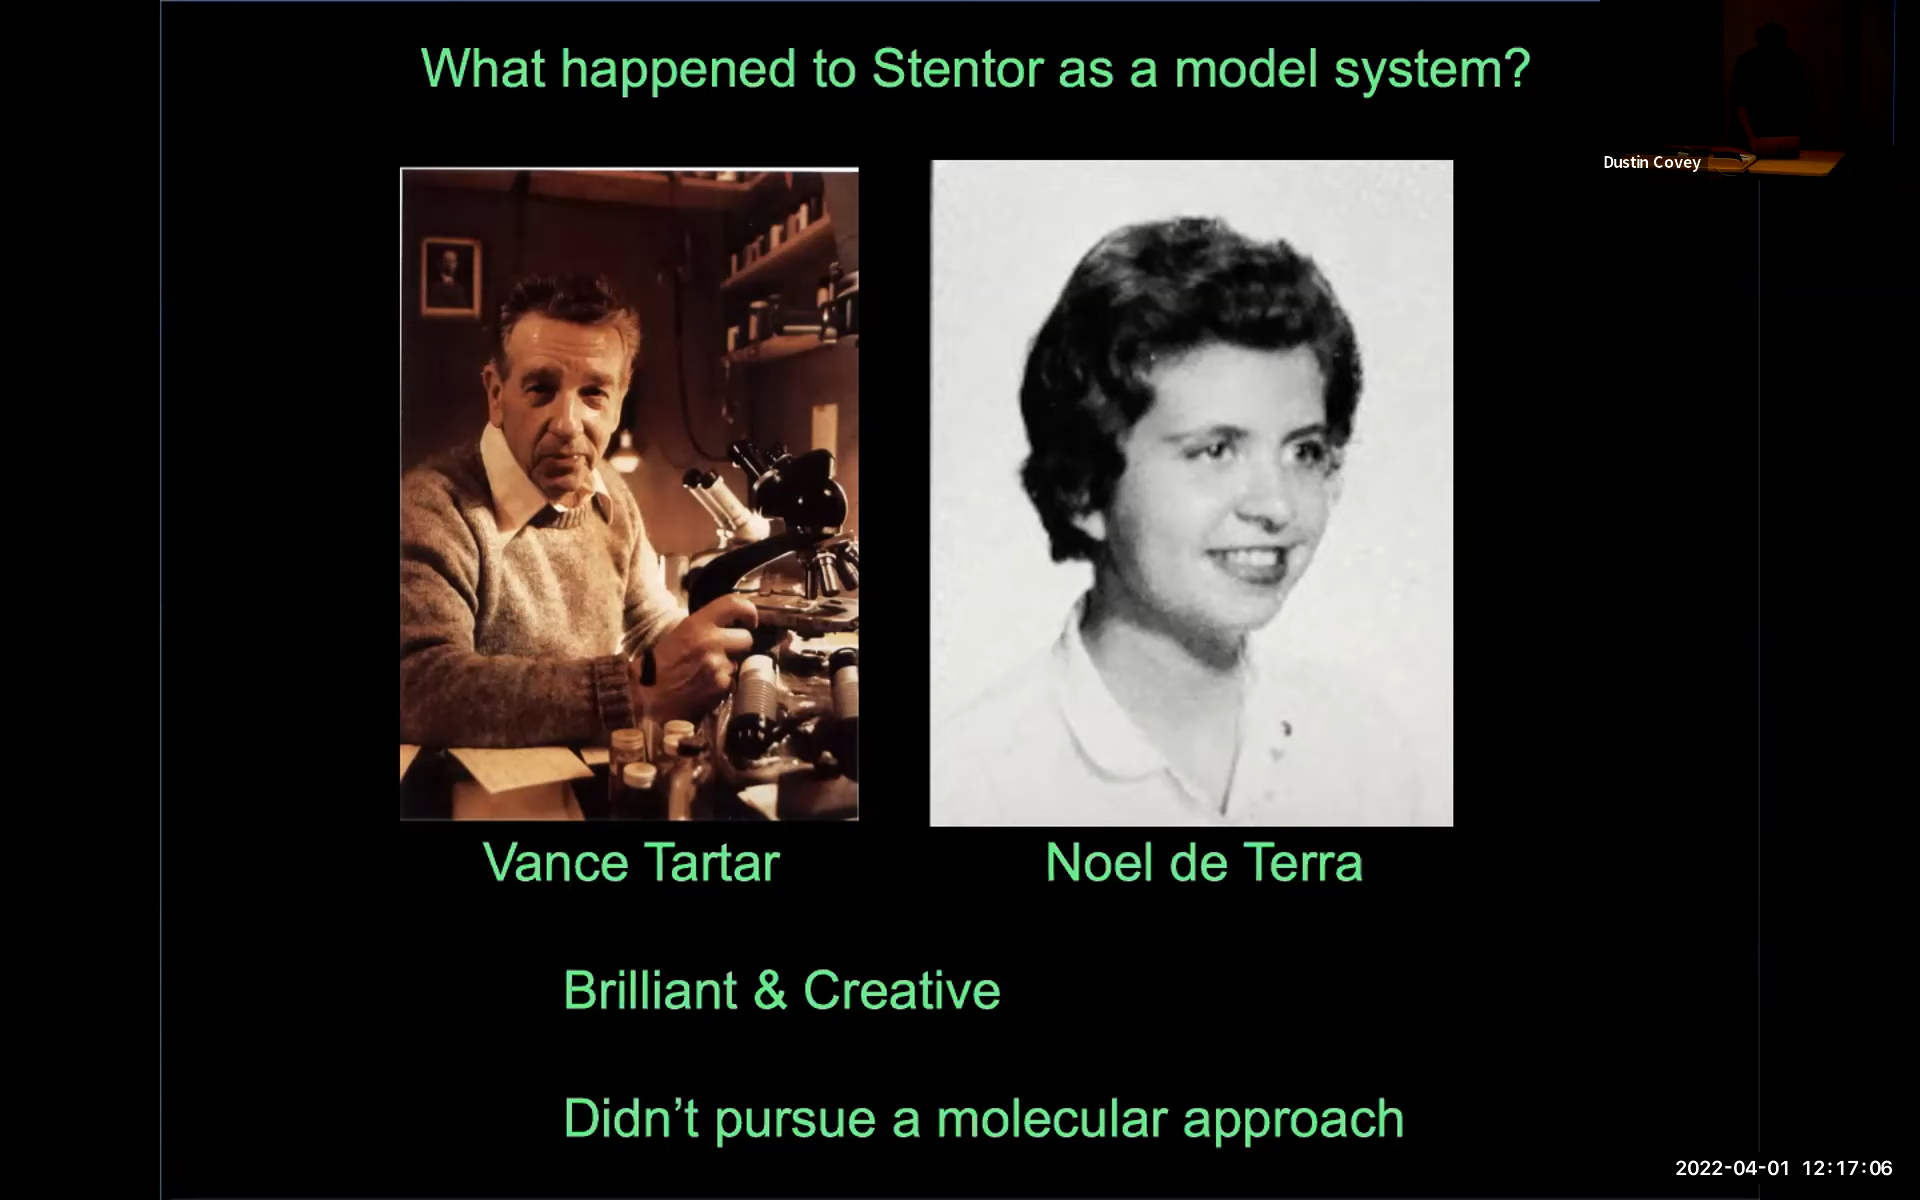 What happened to Stentor as a model system?
Dustin Covey
Vance Tartar
Noel de Terra
Brilliant & Creative
Didn’t pursue a molecular approach
2022-04-01 12:17:06